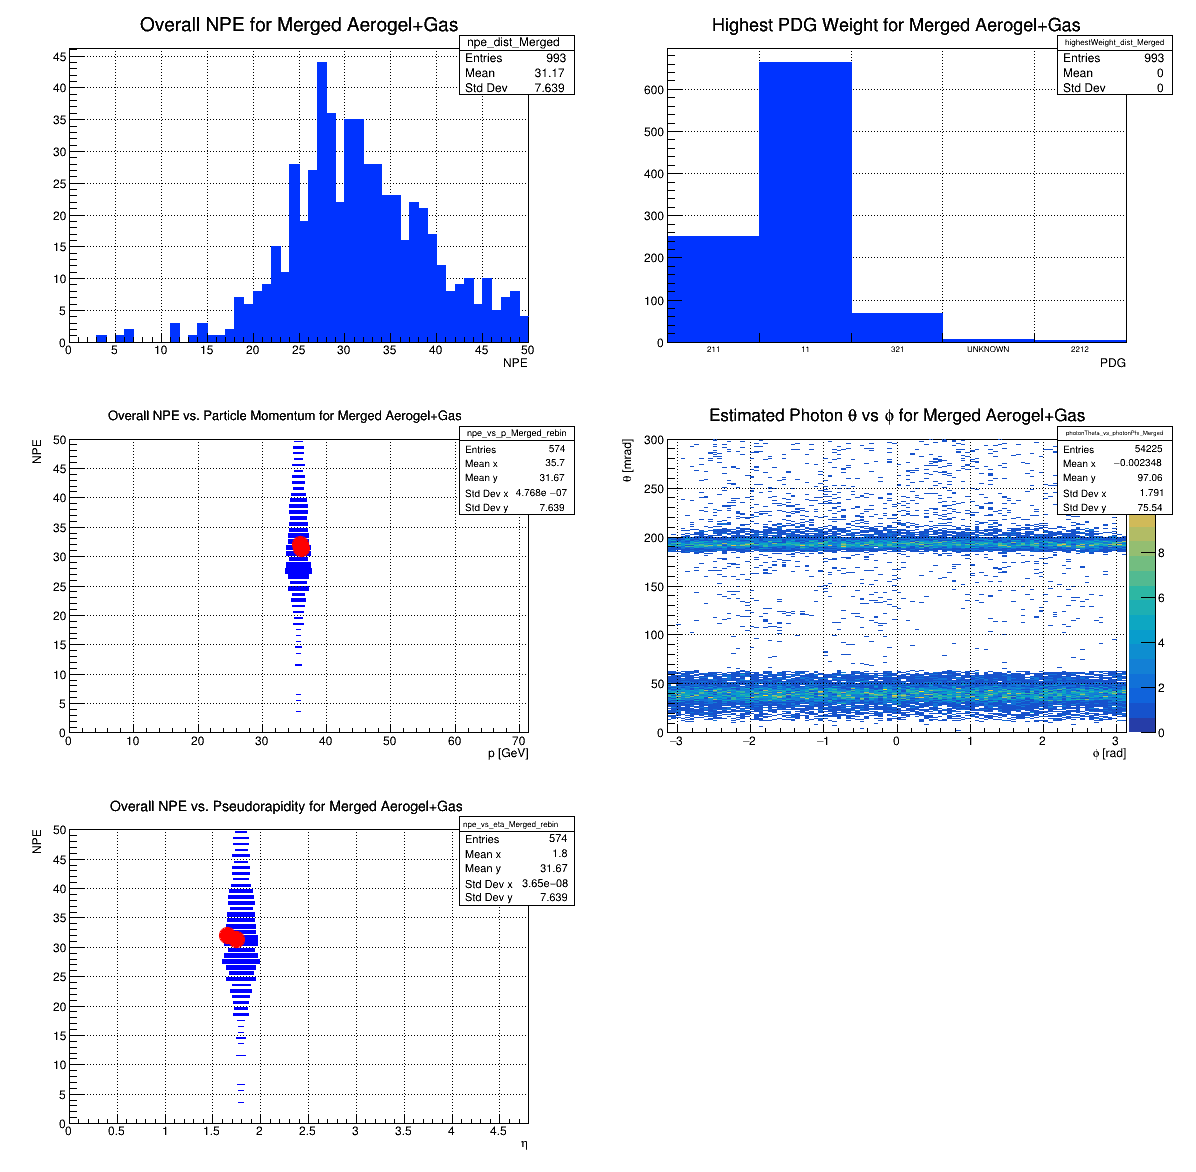 Overall NPE for Merged Aerogel+Gas
npe_dist_Merged
Entries 993
Mean 31.17
Std Dev 7.639
45
40
35
30
25
20
15
10
5
0
0 5 10 15 20 25 30 35 40 45 50
NPE
Highest PDG Weight for Merged Aerogel+Gas
highestWeight_dist_Merged
Entries 993
Mean 0
Std Dev 0
600
500
400
300
200
100
0
211 11 321 UNKNOWN 2212
PDG
Overall NPE vs. Particle Momentum for Merged Aerogel+Gas
npe_vs_p_Merged_rebin
Entries 574
Mean x 35.7
Mean y 31.67
Std Dev x 4.768e −07
Std Dev y 7.639
NPE
50
45
40
35
30
25
20
15
10
5
0
0 10 20 30 40 50 60 70
p [GeV]
Estimated Photon θ vs ϕ for Merged Aerogel+Gas
photonTheta_vs_photonPhi_Merged
Entries 54225
Mean x −0.002348
Mean y 97.06
Std Dev x 1.791
Std Dev y 75.54
θ [mrad]
300
250
200
150
100
50
0
−3 −2 −1 0 1 2 3
ϕ [rad]
8
6
4
2
0
Overall NPE vs. Pseudorapidity for Merged Aerogel+Gas
npe_vs_eta_Merged_rebin
Entries 574
Mean x 1.8
Mean y 31.67
Std Dev x 3.65e−08
Std Dev y 7.639
NPE
50
45
40
35
30
25
20
15
10
5
0
0 0.5 1 1.5 2 2.5 3 3.5 4 4.5
η